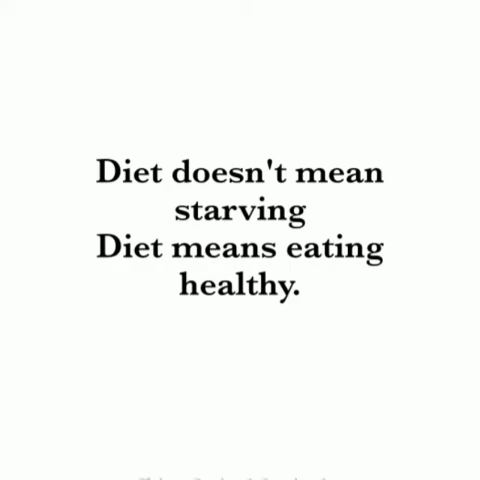 Diet doesn't mean
starving
Diet means eating
healthy.